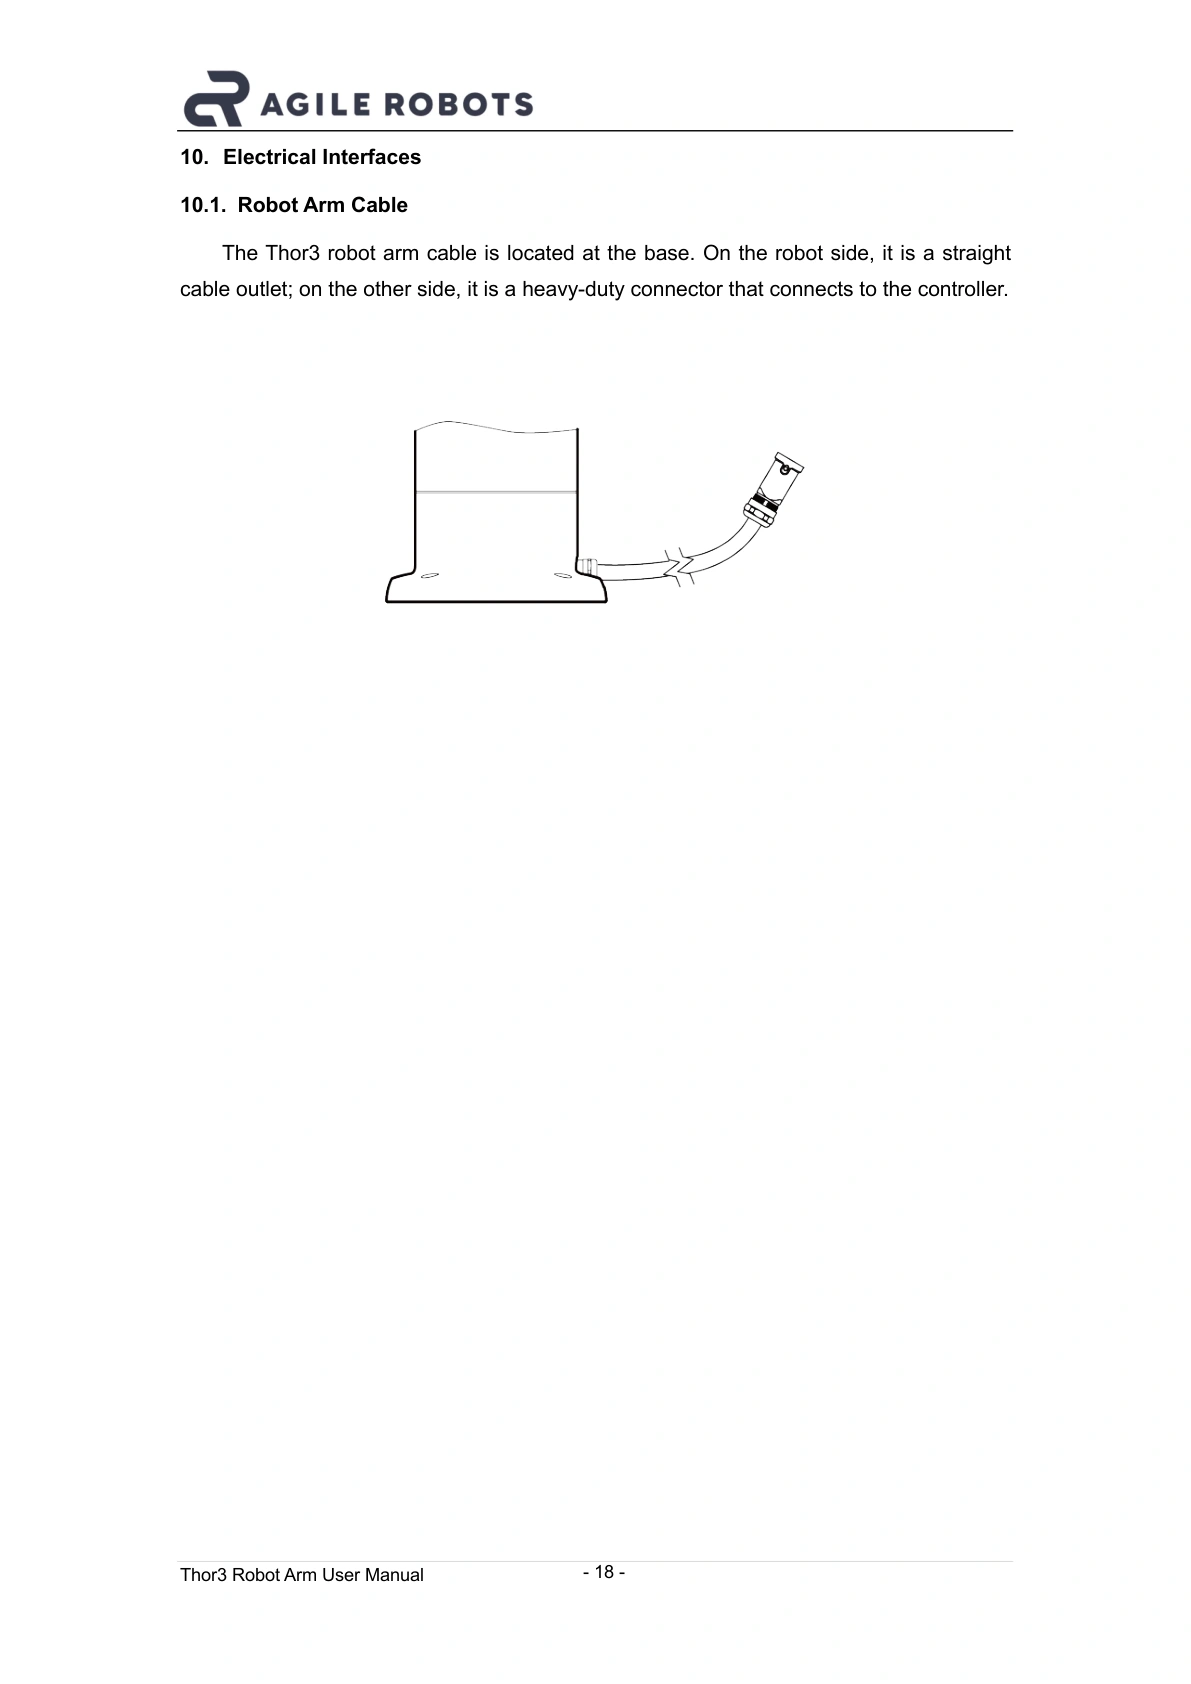 AGILE ROBOTS
10. Electrical Interfaces
10.1. Robot Arm Cable
The Thor3 robot arm cable is located at the base. On the robot side, it is a straight
cable outlet; on the other side, it is a heavy-duty connector that connects to the controller.
Thor3 Robot Arm User Manual - 18 -